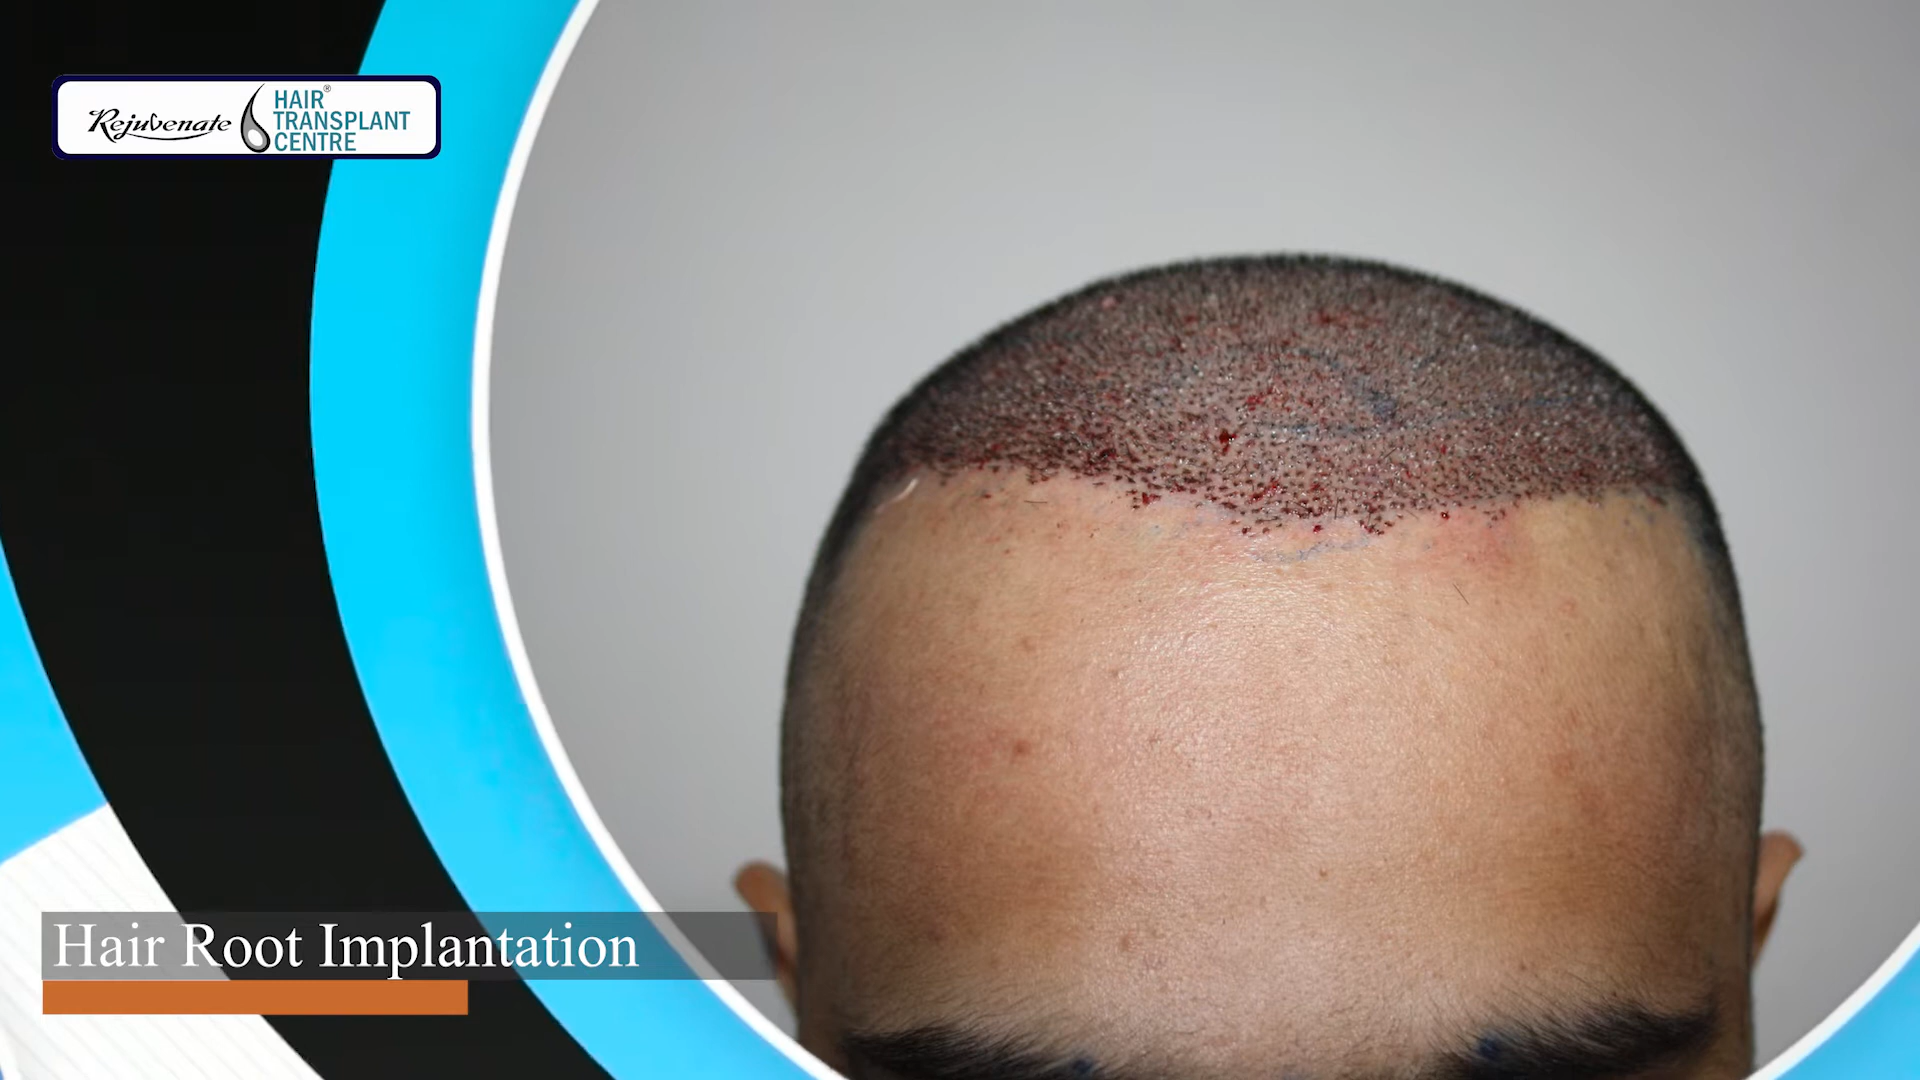 Rejuvenate
HAIR®
TRANSPLANT
CENTRE
Hair Root Implantation